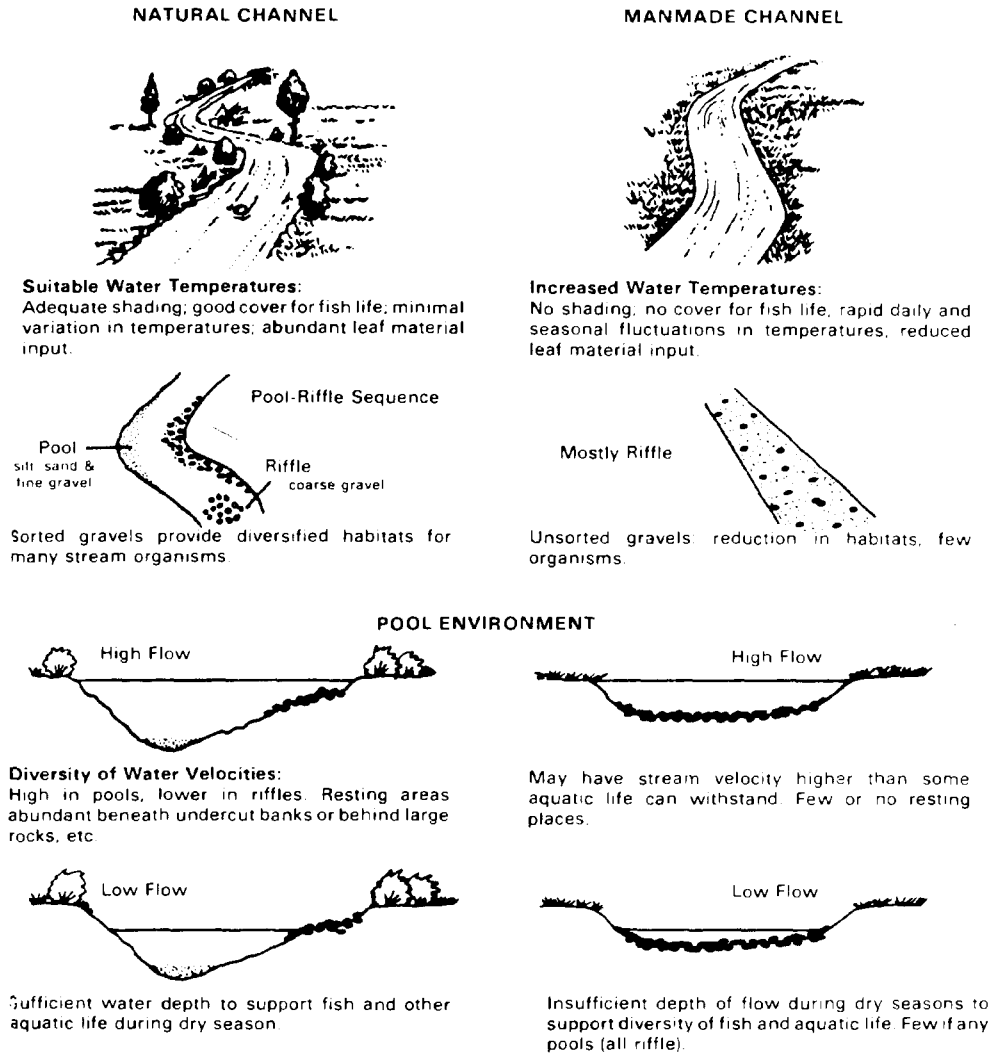 NATURAL CHANNEL
MANMADE CHANNEL
Suitable Water Temperatures:
Adequate shading; good cover for fish life; minimal
variation in temperatures; abundant leaf material
input.
Increased Water Temperatures:
No shading; no cover for fish life, rapid daily and
seasonal fluctuations in temperatures, reduced
leaf material input.
Pool-Riffle Sequence
Pool
silt sand &
fine gravel
Riffle
coarse gravel
Sorted gravels provide diversified habitats for
many stream organisms
Mostly Riffle
Unsorted gravels: reduction in habitats, few
organisms.
POOL ENVIRONMENT
High Flow
Diversity of Water Velocities:
High in pools, lower in riffles. Resting areas
abundant beneath undercut banks or behind large
rocks, etc.
High Flow
May have stream velocity higher than some
aquatic life can withstand. Few or no resting
places.
Low Flow
Sufficient water depth to support fish and other
aquatic life during dry season.
Low Flow
Insufficient depth of flow during dry seasons to
support diversity of fish and aquatic life. Few if any
pools (all riffle).